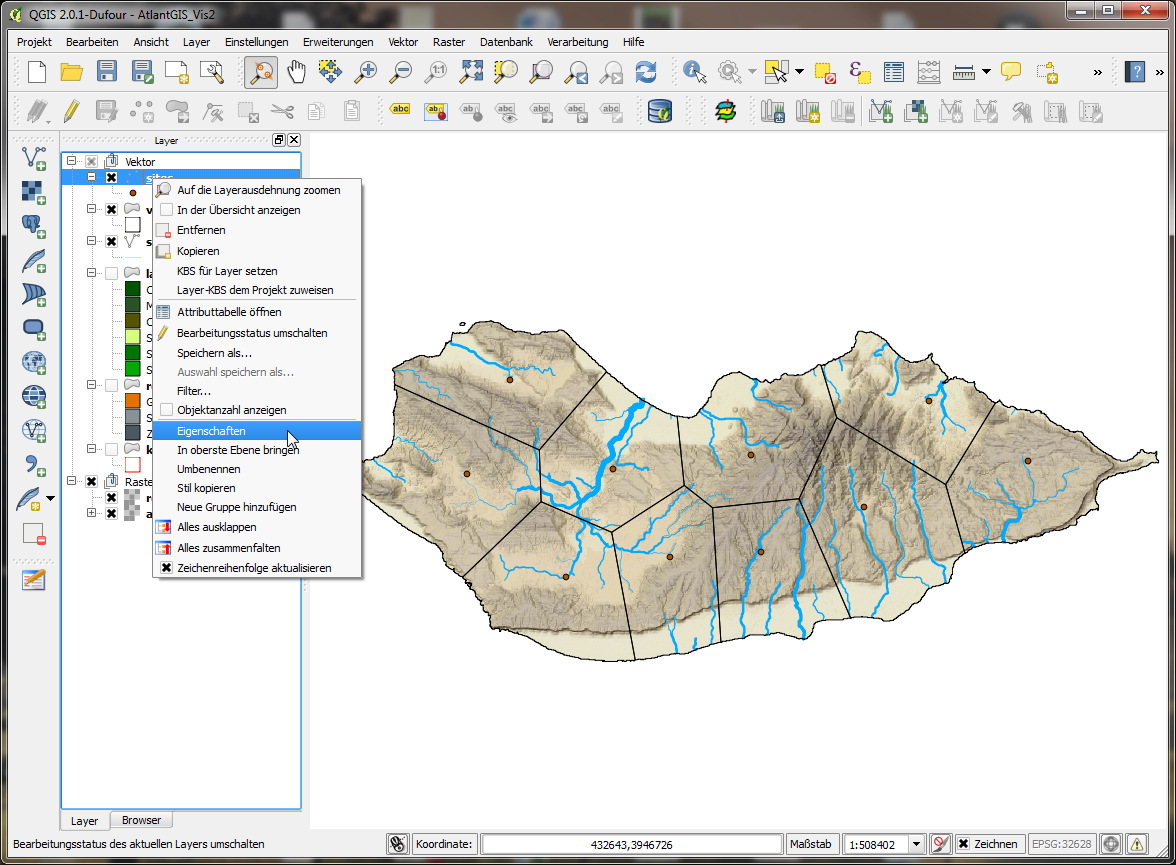 QGIS 2.0.1-Dufour - AtlantGIS_Vis2
Projekt Bearbeiten Ansicht Layer Einstellungen Erweiterungen Vektor Raster Datenbank Verarbeitung Hilfe
Layer
Vektor
sites
Auf die Layerausdehnung zoomen
In der Übersicht anzeigen
Entfernen
Kopieren
KBS für Layer setzen
Layer-KBS dem Projekt zuweisen
Attributtabelle öffnen
Bearbeitungsstatus umschalten
Speichern als...
Auswahl speichern als...
Filter...
Objektanzahl anzeigen
Eigenschaften
In oberste Ebene bringen
Umbenennen
Stil kopieren
Neue Gruppe hinzufügen
Alles ausklappen
Alles zusammenfalten
Zeichenreihenfolge aktualisieren
Layer Browser
Bearbeitungsstatus des aktuellen Layers umschalten
Koordinate: 432643,3946726 Maßstab 1:508402 Zeichnen EPSG:32628